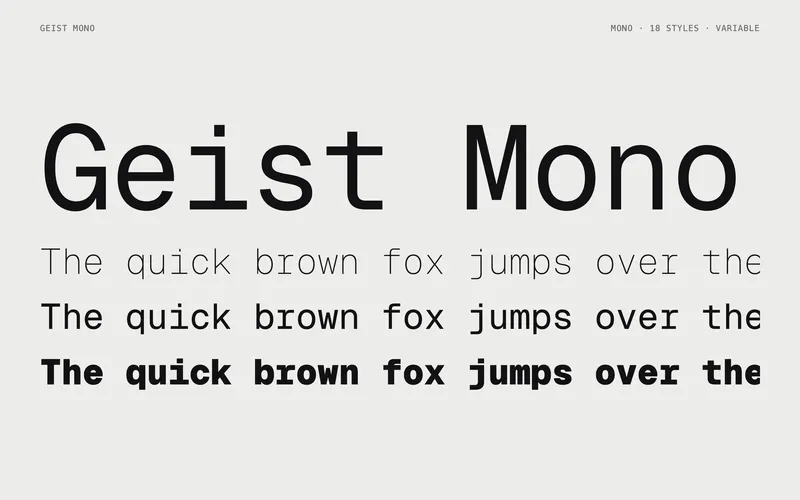 GEIST MONO
MONO · 18 STYLES · VARIABLE
Geist Mono
The quick brown fox jumps over the
The quick brown fox jumps over the
The quick brown fox jumps over the